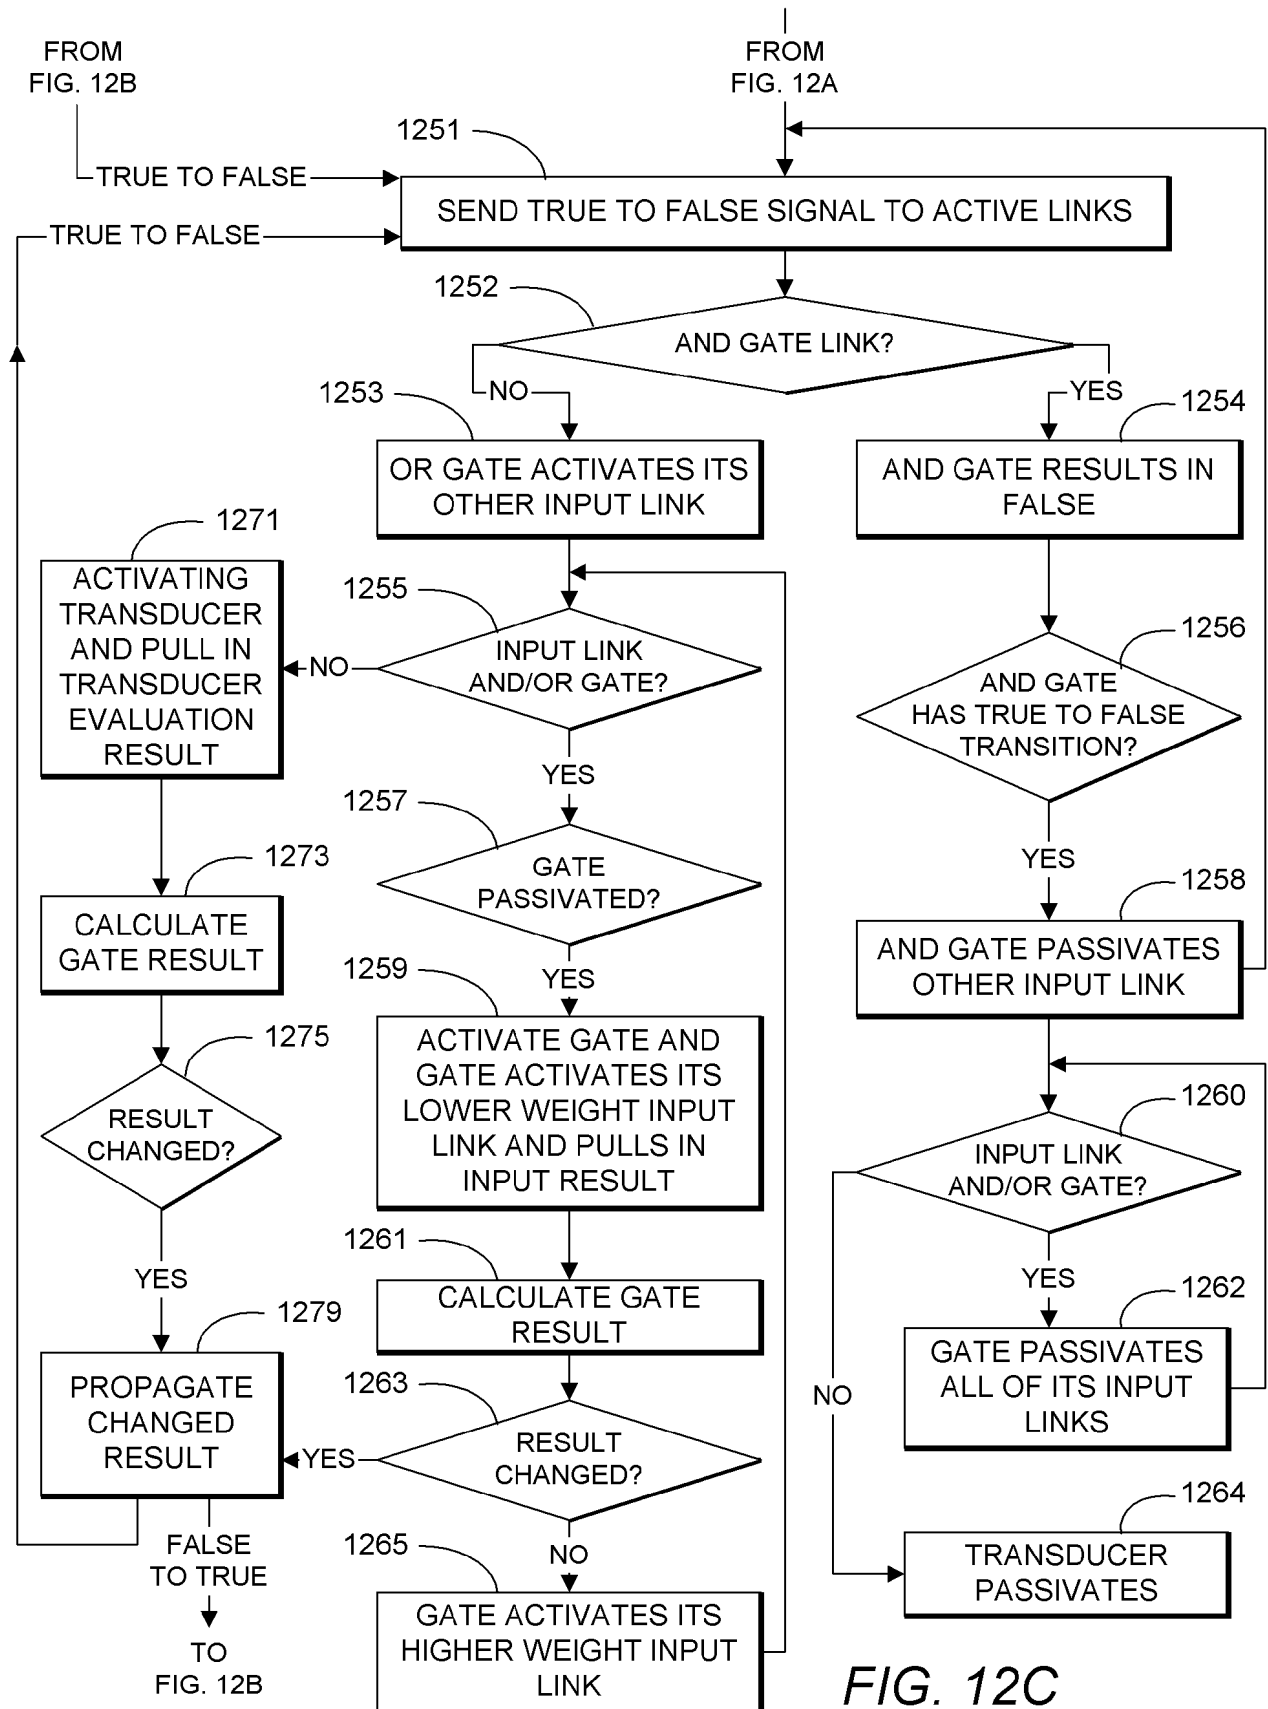 FROM
FIG. 12B
FROM
FIG. 12A
1251
TRUE TO FALSE
SEND TRUE TO FALSE SIGNAL TO ACTIVE LINKS
TRUE TO FALSE
1252
AND GATE LINK?
NO
YES
1253
OR GATE ACTIVATES ITS
OTHER INPUT LINK
1254
AND GATE RESULTS IN
FALSE
1271
ACTIVATING
TRANSDUCER
AND PULL IN
TRANSDUCER
EVALUATION
RESULT
1255
INPUT LINK
AND/OR GATE?
NO
YES
1256
AND GATE
HAS TRUE TO FALSE
TRANSITION?
YES
1257
GATE
PASSIVATED?
YES
1258
AND GATE PASSIVATES
OTHER INPUT LINK
1273
CALCULATE
GATE RESULT
1259
ACTIVATE GATE AND
GATE ACTIVATES ITS
LOWER WEIGHT INPUT
LINK AND PULLS IN
INPUT RESULT
1275
RESULT
CHANGED?
YES
1260
INPUT LINK
AND/OR GATE?
YES
NO
1261
CALCULATE GATE
RESULT
1262
GATE PASSIVATES
ALL OF ITS INPUT
LINKS
1279
PROPAGATE
CHANGED
RESULT
1263
RESULT
CHANGED?
YES
NO
FALSE
TO TRUE
TO
FIG. 12B
1264
TRANSDUCER
PASSIVATES
1265
GATE ACTIVATES ITS
HIGHER WEIGHT INPUT
LINK
FIG. 12C